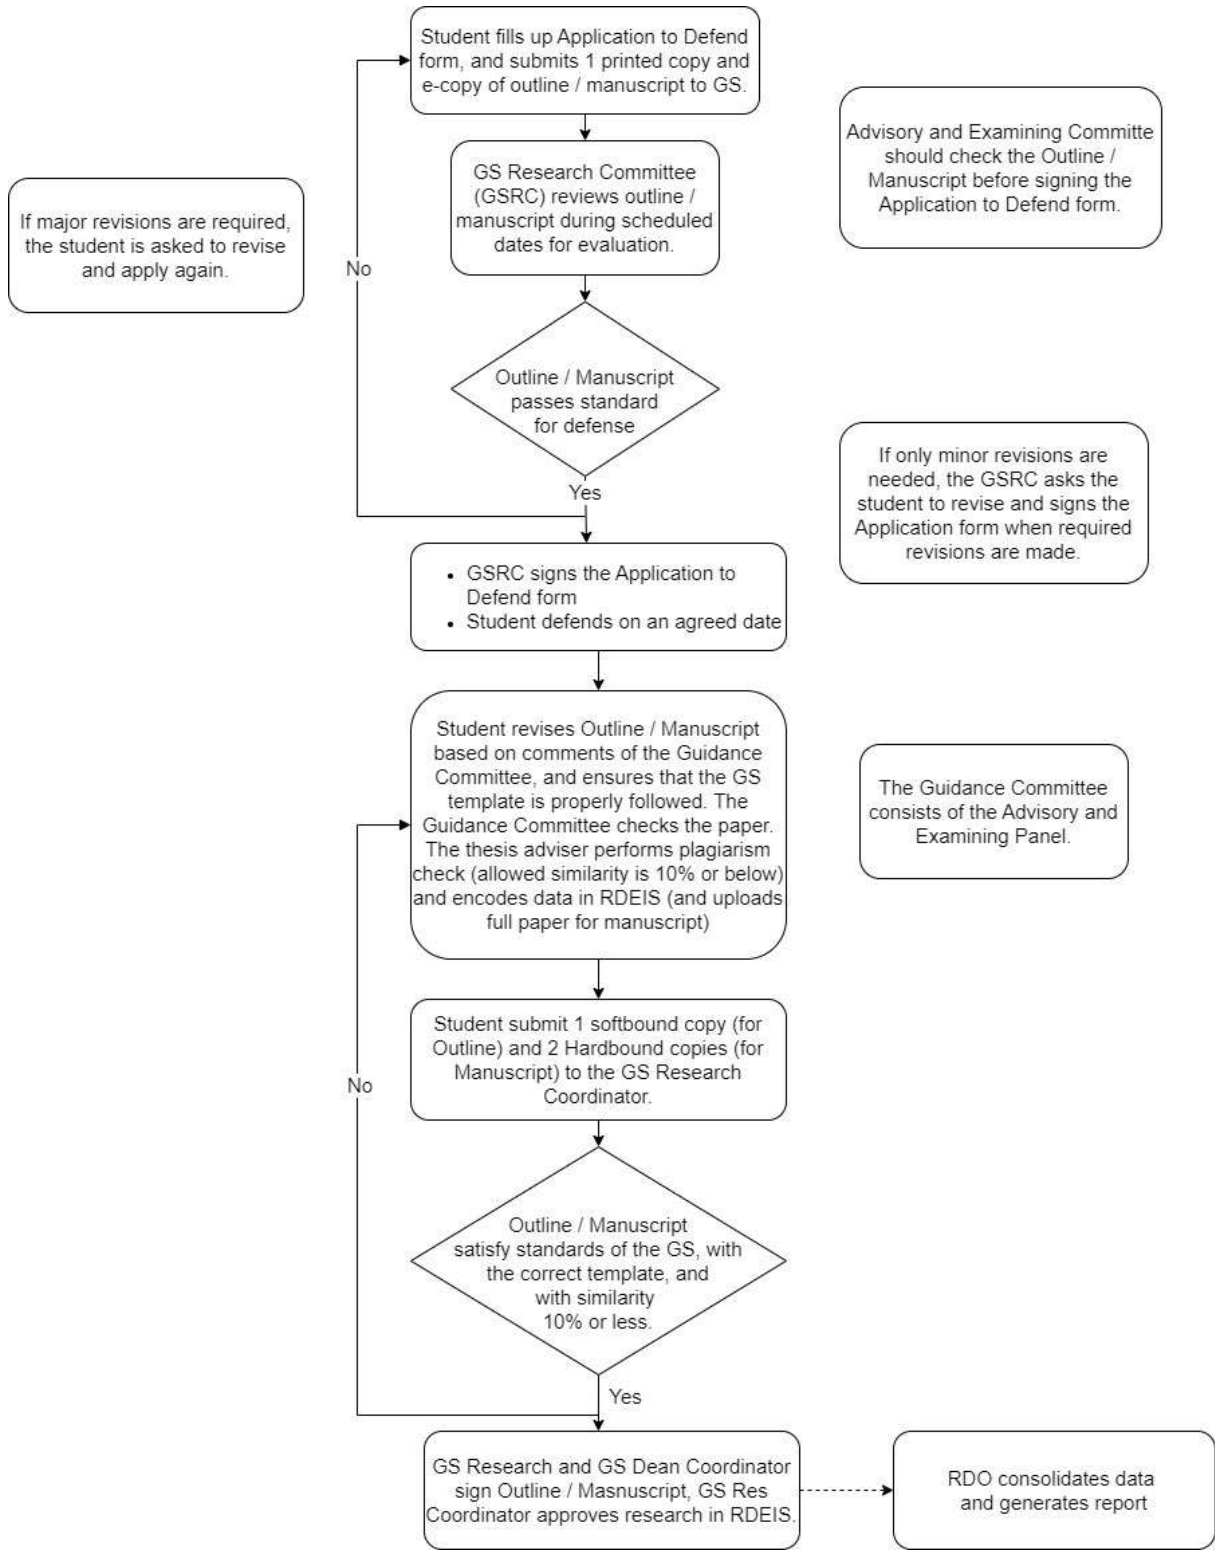 Student fills up Application to Defend
form, and submits 1 printed copy and
e-copy of outline / manuscript to GS.
Advisory and Examining Committe
should check the Outline /
Manuscript before signing the
Application to Defend form.
GS Research Committee
(GSRC) reviews outline /
manuscript during scheduled
dates for evaluation.
If major revisions are required,
the student is asked to revise
and apply again.
No
Outline / Manuscript
passes standard
for defense
Yes
If only minor revisions are
needed, the GSRC asks the
student to revise and signs the
Application form when required
revisions are made.
• GSRC signs the Application to
Defend form
• Student defends on an agreed date
Student revises Outline / Manuscript
based on comments of the Guidance
Committee, and ensures that the GS
template is properly followed. The
Guidance Committee checks the paper.
The thesis adviser performs plagiarism
check (allowed similarity is 10% or below)
and encodes data in RDEIS (and uploads
full paper for manuscript)
The Guidance Committee
consists of the Advisory and
Examining Panel.
Student submit 1 softbound copy (for
Outline) and 2 Hardbound copies (for
Manuscript) to the GS Research
Coordinator.
No
Outline / Manuscript
satisfy standards of the GS, with
the correct template, and
with similarity
10% or less.
Yes
GS Research and GS Dean Coordinator
sign Outline / Masnuscript, GS Res
Coordinator approves research in RDEIS.
RDO consolidates data
and generates report